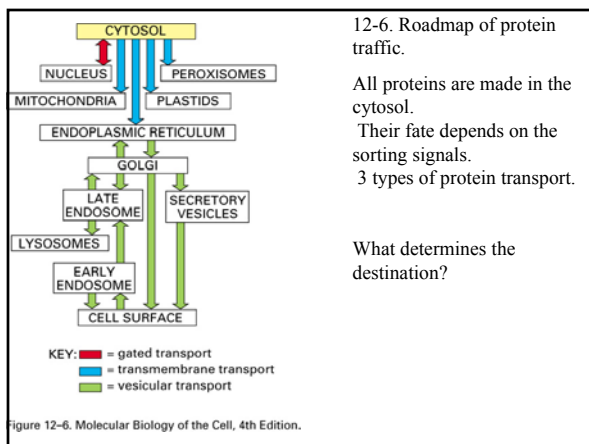 CYTOSOL
NUCLEUS
PEROXISOMES
MITOCHONDRIA
PLASTIDS
ENDOPLASMIC RETICULUM
GOLGI
LATE
ENDOSOME
SECRETORY
VESICLES
LYSOSOMES
EARLY
ENDOSOME
CELL SURFACE
KEY:
= gated transport
= transmembrane transport
= vesicular transport
Figure 12–6. Molecular Biology of the Cell, 4th Edition.
12-6. Roadmap of protein
traffic.
All proteins are made in the
cytosol.
Their fate depends on the
sorting signals.
3 types of protein transport.
What determines the
destination?